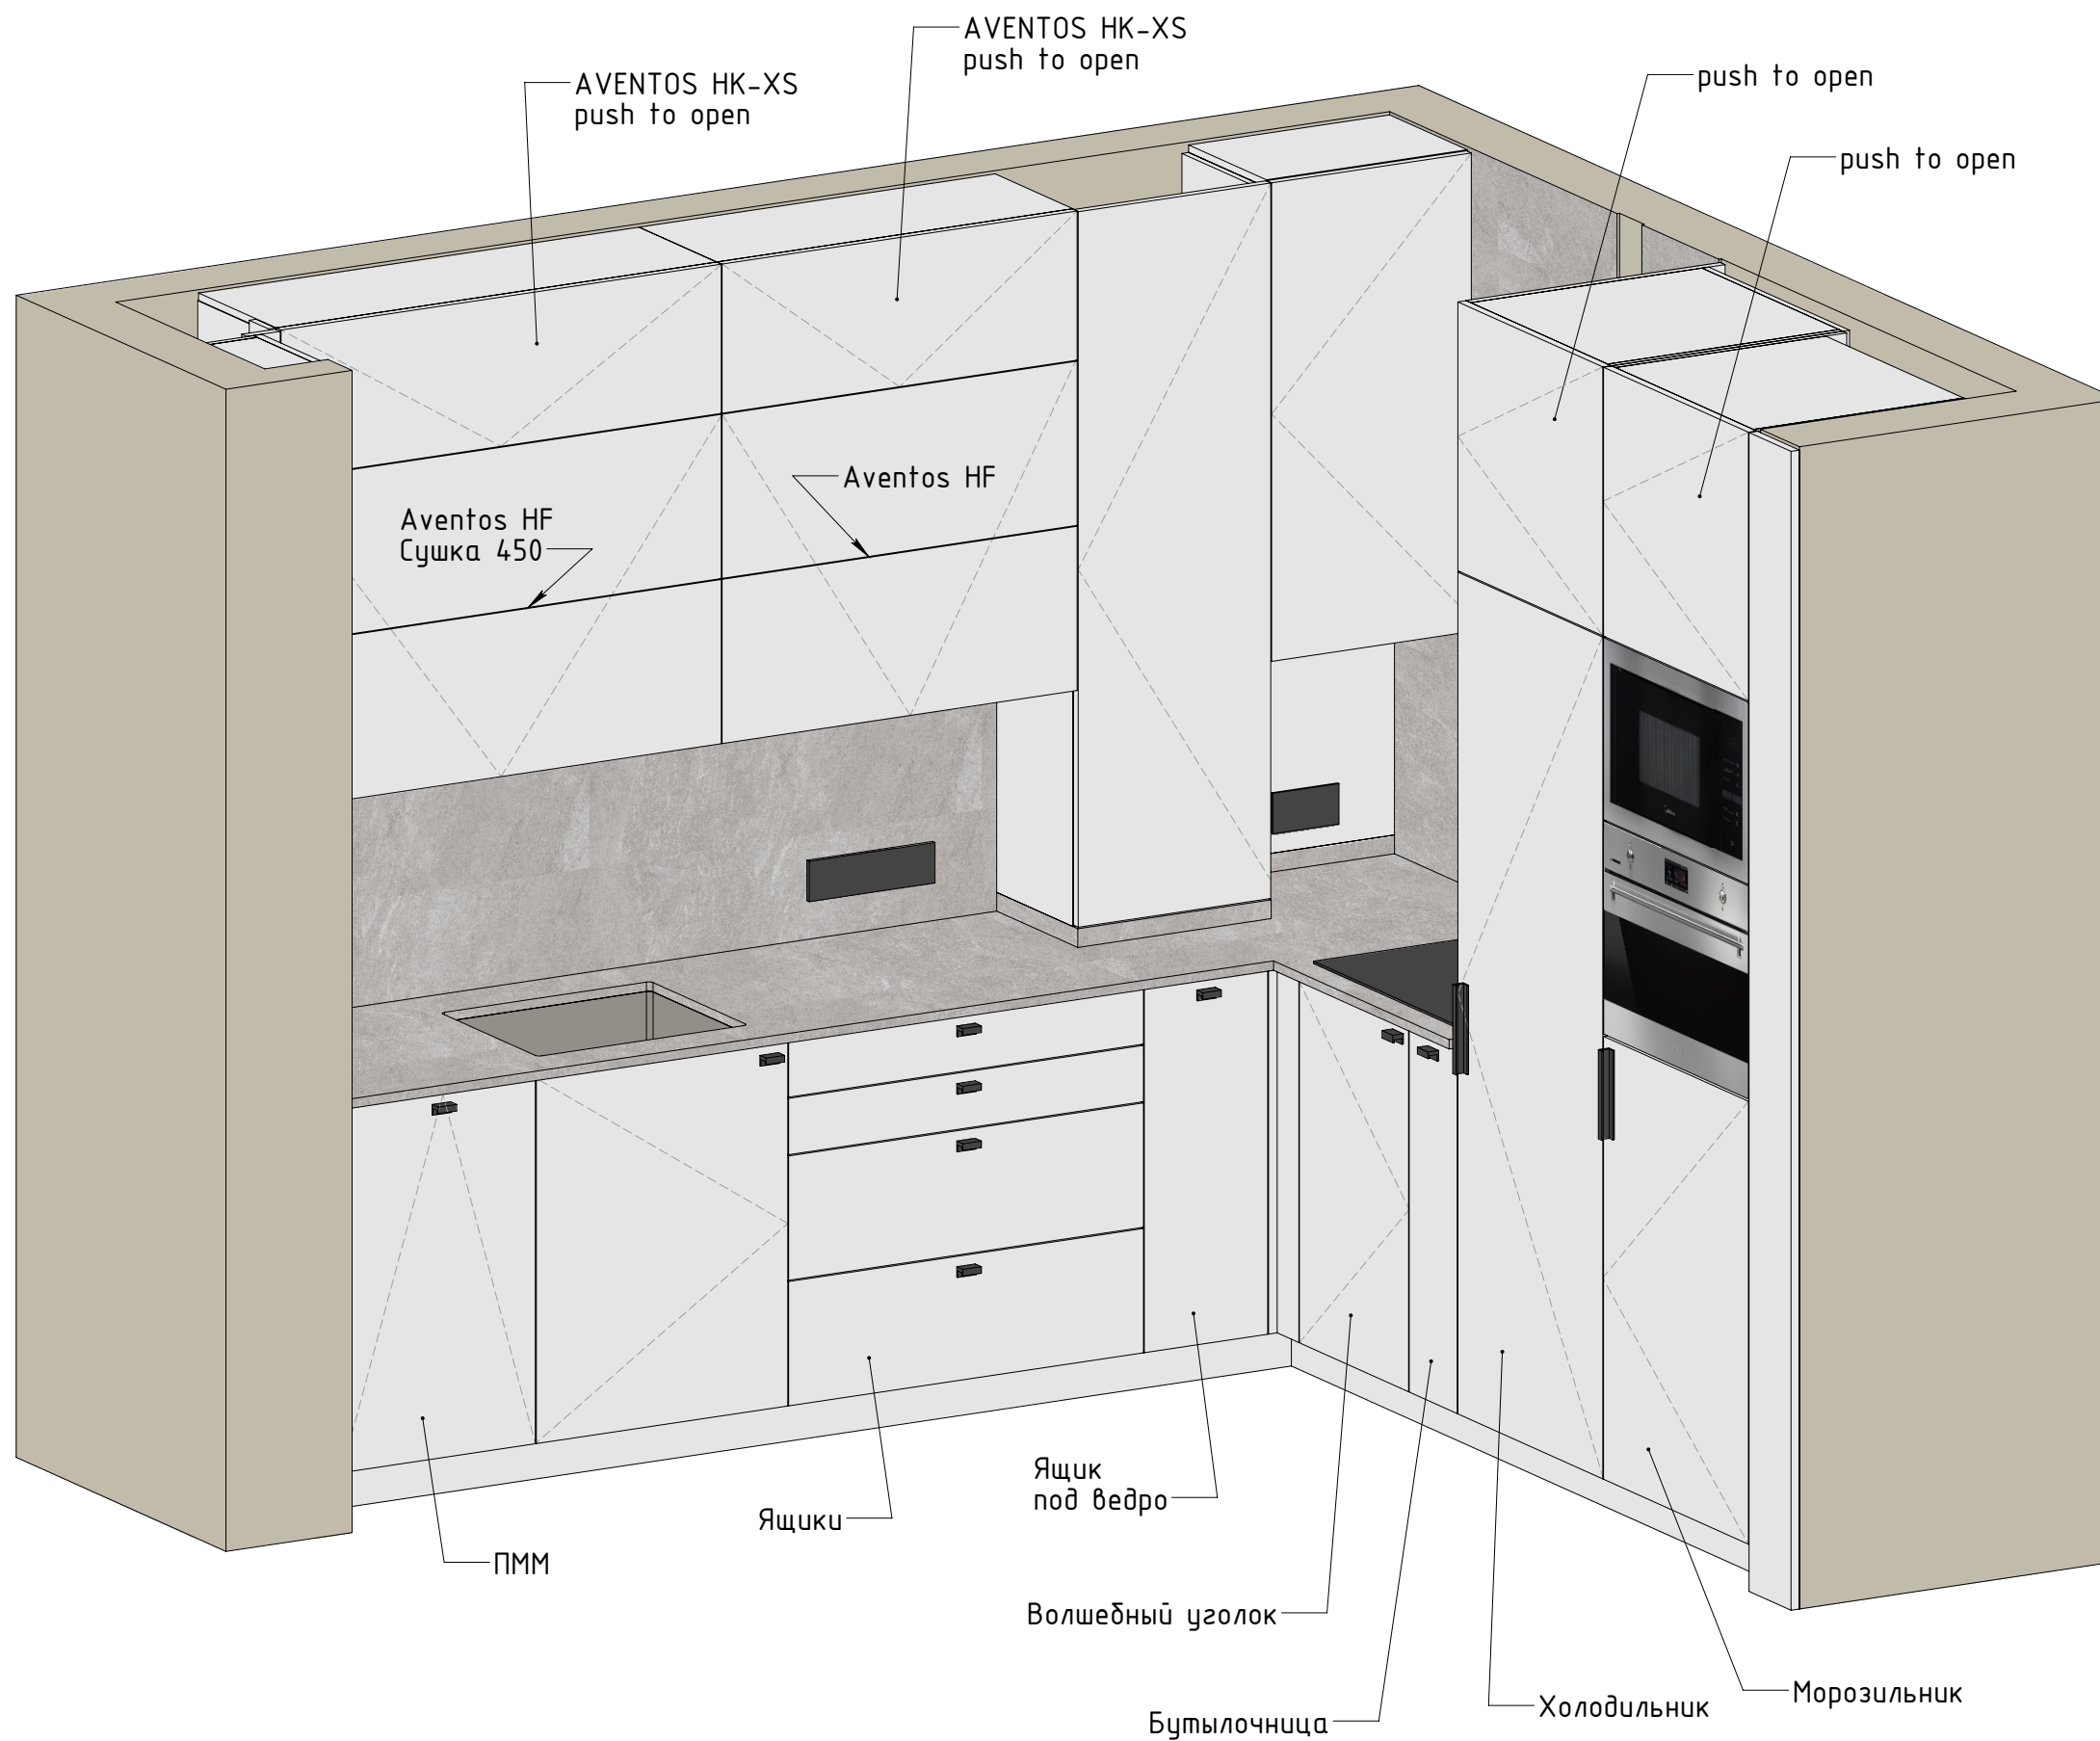 AVENTOS HK-XS
push to open
AVENTOS HK-XS
push to open
push to open
push to open
Aventos HF
Aventos HF
Сушка 450
Ящик
под ведро
Ящики
ПММ
Волшебный уголок
Бутылочница
Холодильник
Морозильник